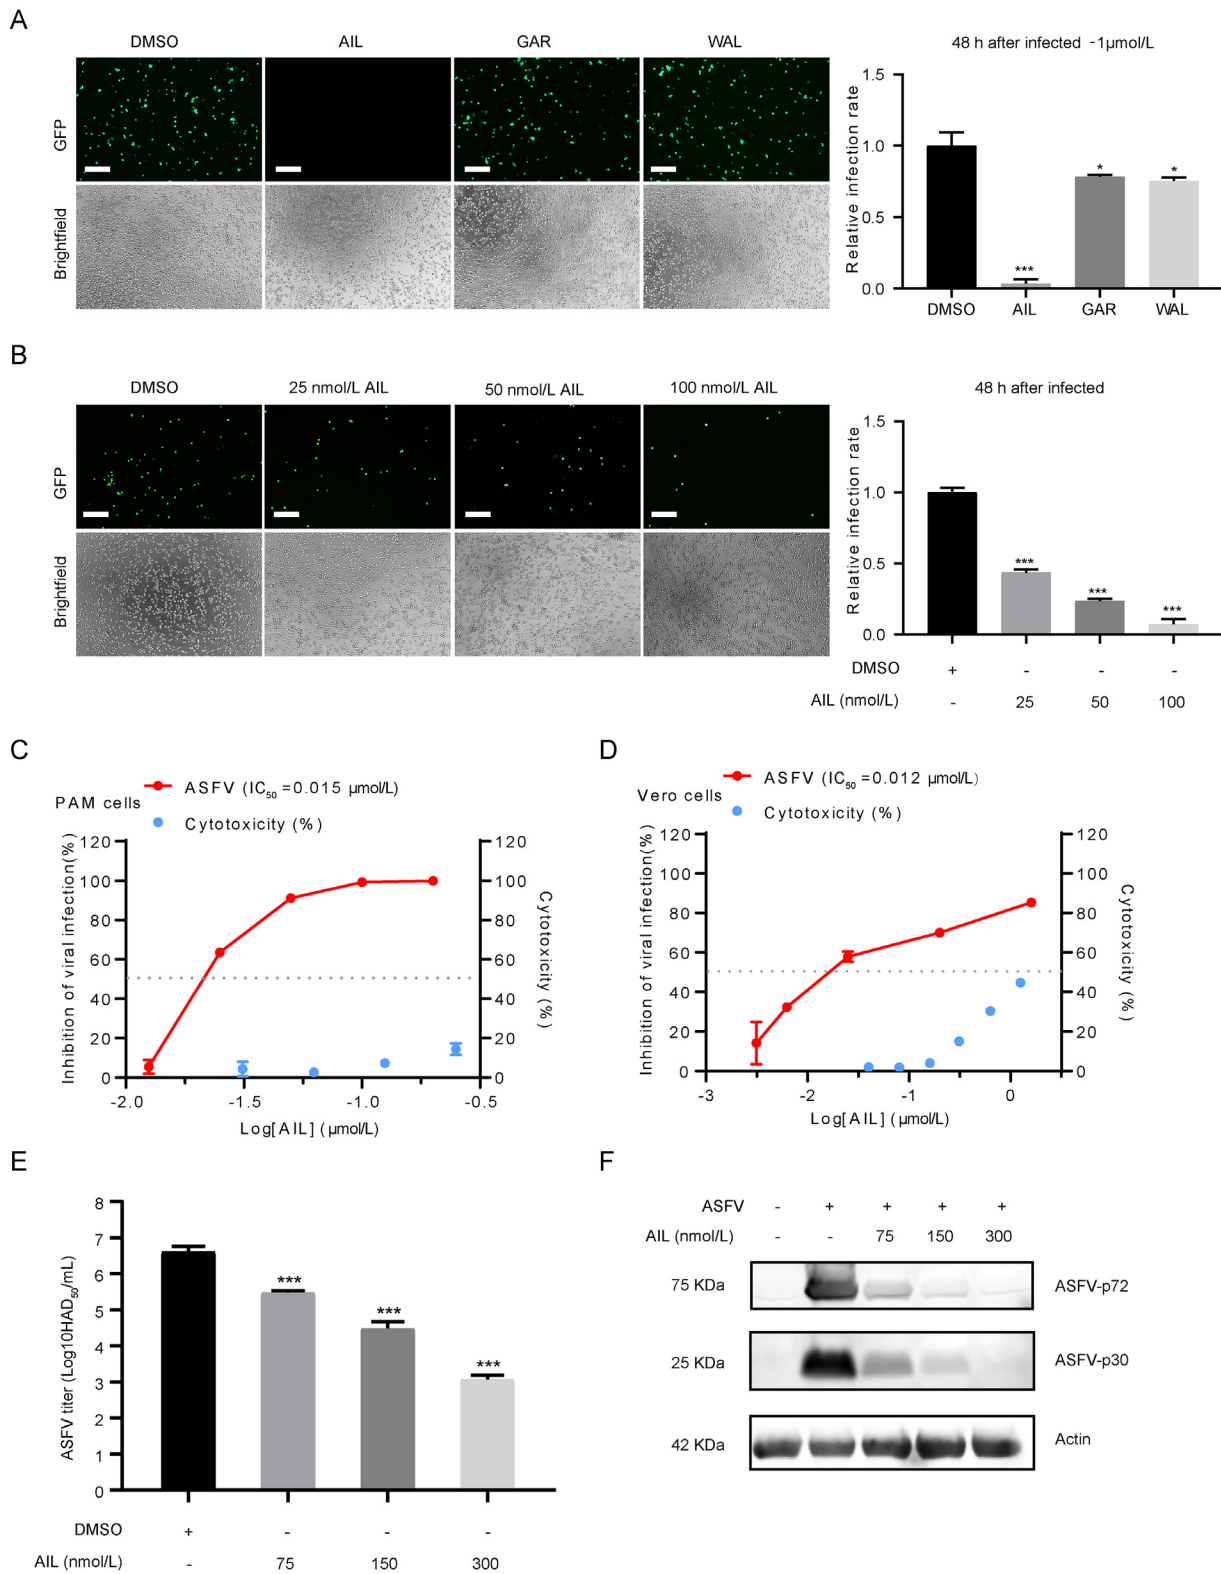 A
DMSO AIL GAR WAL
GFP
Brightfield
48 h after infected -1μmol/L
Relative infection rate
1.5
1.0
0.5
0.0
DMSO AIL GAR WAL
***
*
*
B
DMSO 25 nmol/L AIL 50 nmol/L AIL 100 nmol/L AIL
GFP
Brightfield
48 h after infected
Relative infection rate
1.5
1.0
0.5
0.0
***
***
***
DMSO + - - -
AIL (nmol/L) - 25 50 100
C
ASFV (IC50 =0.015 μmol/L)
PAM cells
Cytotoxicity (%)
Inhibition of viral infection(%)
120
100
80
60
40
20
0
120
100
80
60
40
20
0
Cytotoxicity (%)
-2.0 -1.5 -1.0 -0.5
Log[AIL] (μmol/L)
D
ASFV (IC50 =0.012 μmol/L)
Vero cells
Cytotoxicity (%)
Inhibition of viral infection(%)
120
100
80
60
40
20
0
120
100
80
60
40
20
0
Cytotoxicity (%)
-3 -2 -1 0
Log[AIL] (μmol/L)
E
ASFV titer (Log10HAD50/mL)
8
7
6
5
4
3
2
1
0
***
***
***
DMSO + - - -
AIL (nmol/L) - 75 150 300
F
ASFV - + + + +
AIL (nmol/L) - - 75 150 300
75 KDa ASFV-p72
25 KDa ASFV-p30
42 KDa Actin